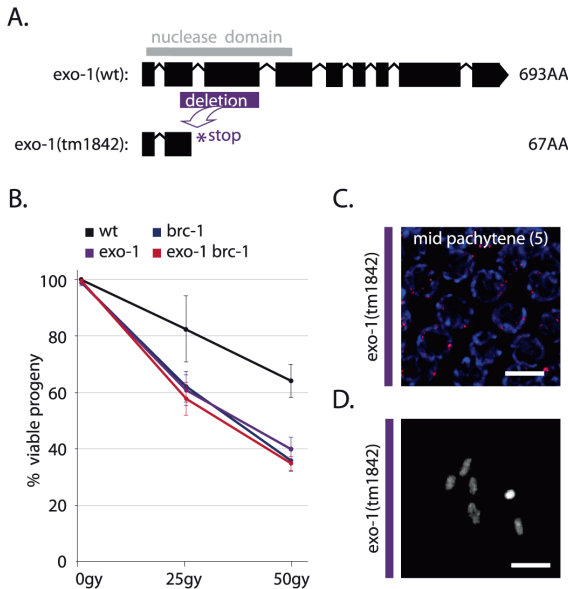 A.
nuclease domain
exo-1(wt):
693AA
deletion
exo-1(tm1842):
*stop
67AA
B.
wt
brc-1
exo-1
exo-1 brc-1
% viable progeny
100
80
60
40
20
0
0gy
25gy
50gy
C.
exo-1(tm1842)
mid pachytene (5)
D.
exo-1(tm1842)